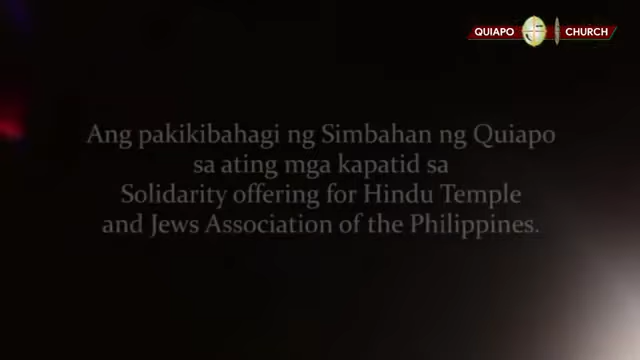 QUIAPO CHURCH
Ang pakikibahagi ng Simbahan ng Quiapo
sa ating mga kapatid sa
Solidarity offering for Hindu Temple
and Jews Association of the Philippines.